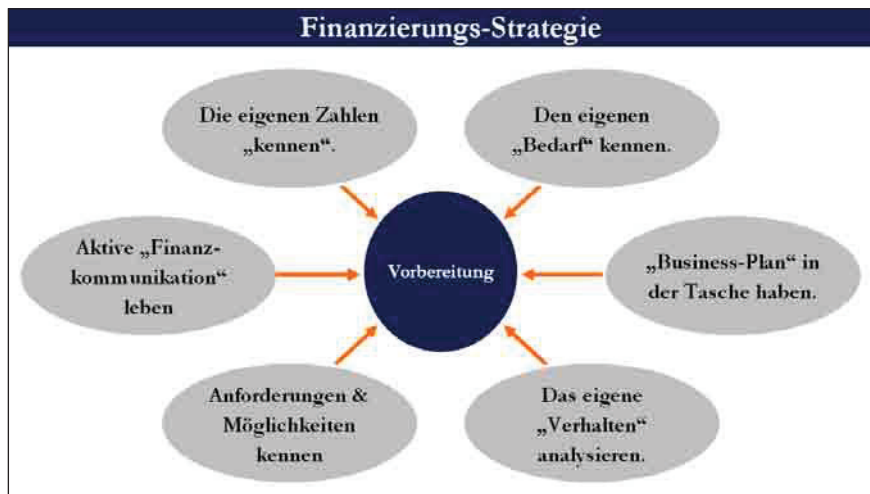 Finanzierungs-Strategie
Die eigenen Zahlen
„kennen“.
Den eigenen
„Bedarf“ kennen.
Aktive „Finanz-
kommunikation“
leben
Vorbereitung
„Business-Plan“ in
der Tasche haben.
Anforderungen &
Möglichkeiten
kennen
Das eigene
„Verhalten“
analysieren.